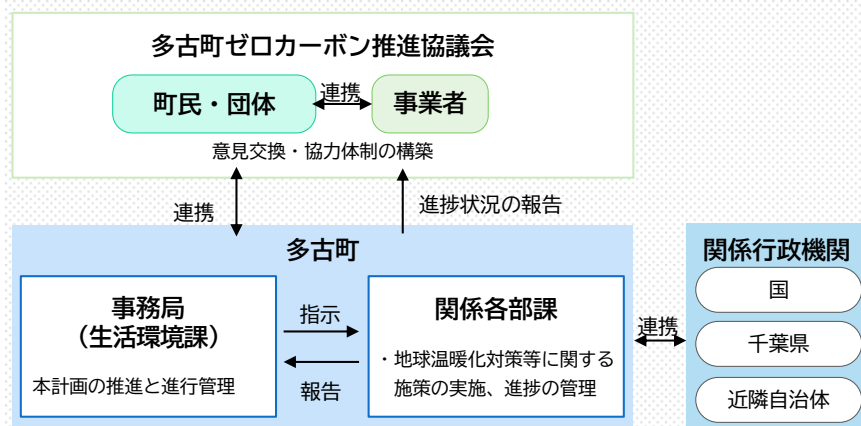 多古町ゼロカーボン推進協議会
町民・団体
連携
事業者
意見交換・協力体制の構築
連携
進捗状況の報告
多古町
事務局
（生活環境課）
本計画の推進と進行管理
指示
報告
関係各部課
・地球温暖化対策等に関する
施策の実施、進捗の管理
連携
関係行政機関
国
千葉県
近隣自治体